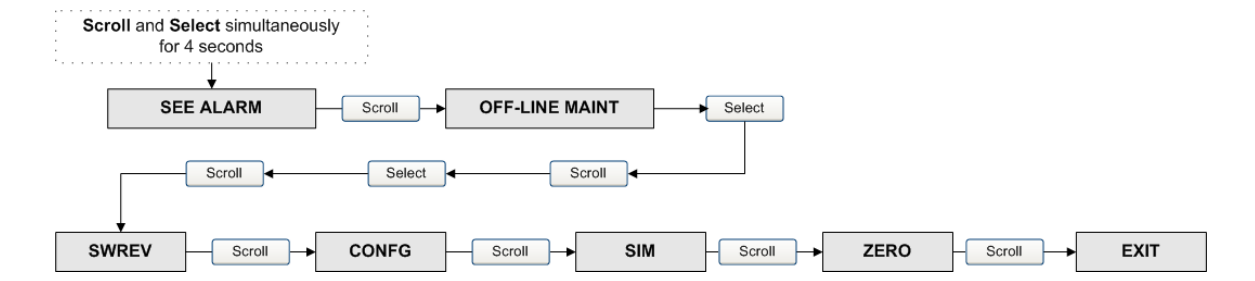 Scroll and Select simultaneously
for 4 seconds
SEE ALARM
Scroll
OFF-LINE MAINT
Select
Scroll
Select
Scroll
SWREV
Scroll
CONFG
Scroll
SIM
Scroll
ZERO
Scroll
EXIT